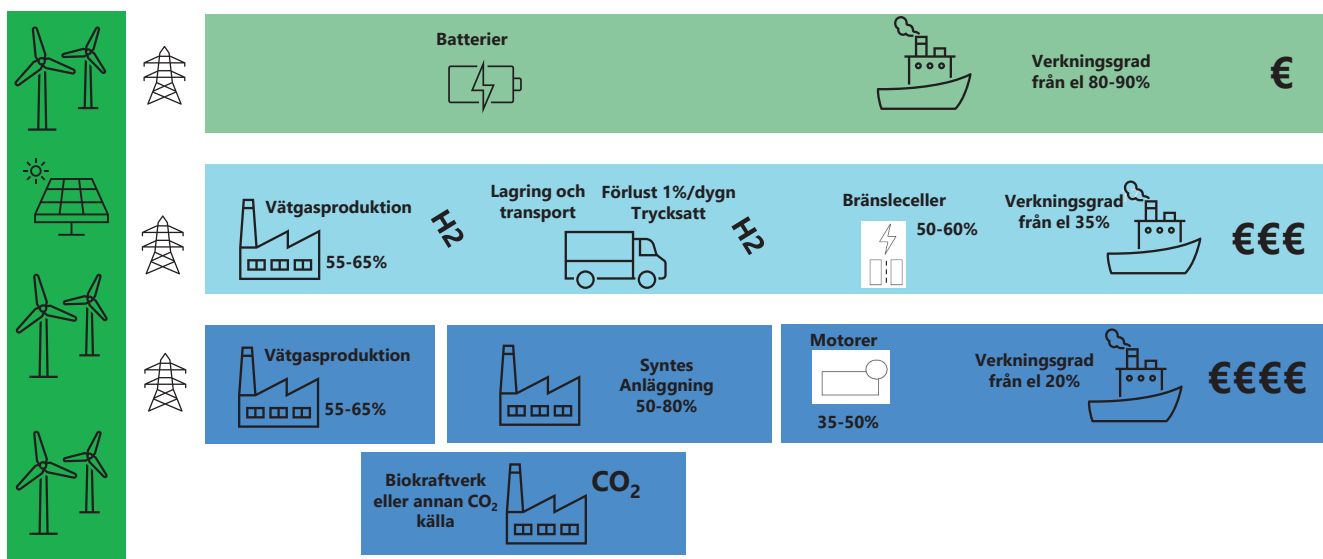 Batterier
Verkningsgrad
från el 80-90%
€
Vätgasproduktion
55-65%
H2
Lagring och
transport
Förlust 1%/dygn
Trycksatt
H2
Bränsleceller
50-60%
Verkningsgrad
från el 35%
€€€
Vätgasproduktion
55-65%
Syntes
Anläggning
50-80%
Motorer
35-50%
Verkningsgrad
från el 20%
€€€€
Biokraftverk
eller annan CO₂
källa
CO₂